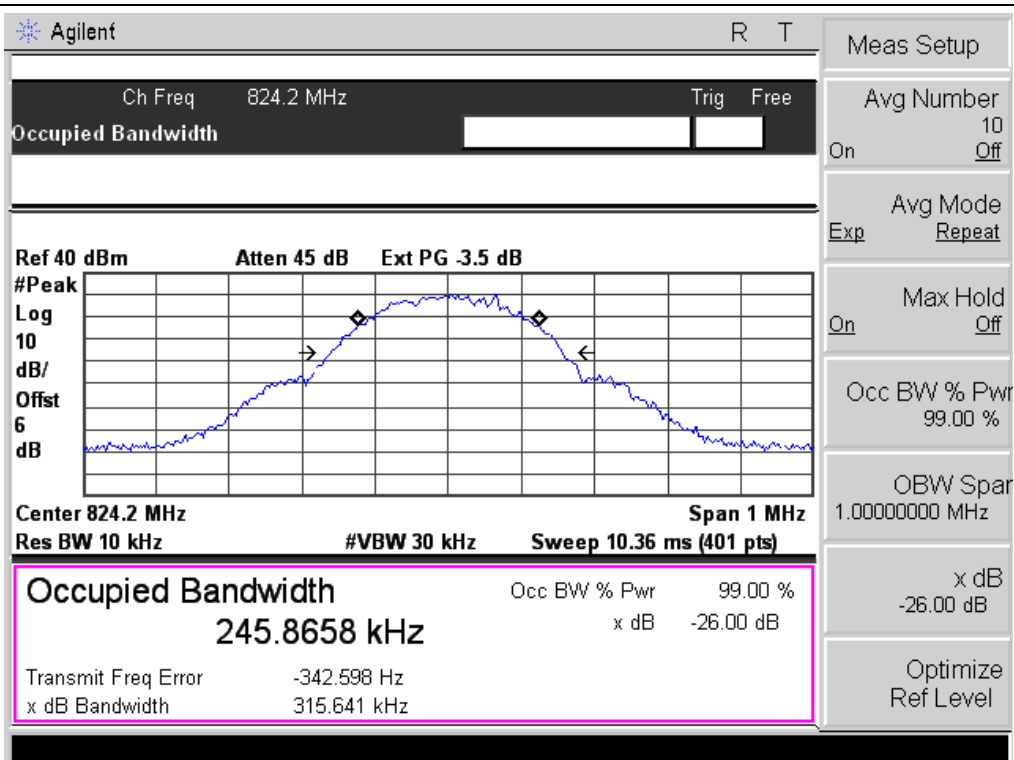 Agilent R T
Meas Setup
Ch Freq 824.2 MHz Trig Free
Occupied Bandwidth
Avg Number
10
On Off
Avg Mode
Exp Repeat
Max Hold
On Off
Occ BW % Pwr
99.00 %
OBW Span
1.00000000 MHz
x dB
-26.00 dB
Optimize
Ref Level
Ref 40 dBm Atten 45 dB Ext PG -3.5 dB
#Peak
Log
10
dB/
Offst
6
dB
Center 824.2 MHz Span 1 MHz
Res BW 10 kHz #VBW 30 kHz Sweep 10.36 ms (401 pts)
Occupied Bandwidth
245.8658 kHz
Occ BW % Pwr 99.00 %
x dB -26.00 dB
Transmit Freq Error -342.598 Hz
x dB Bandwidth 315.641 kHz